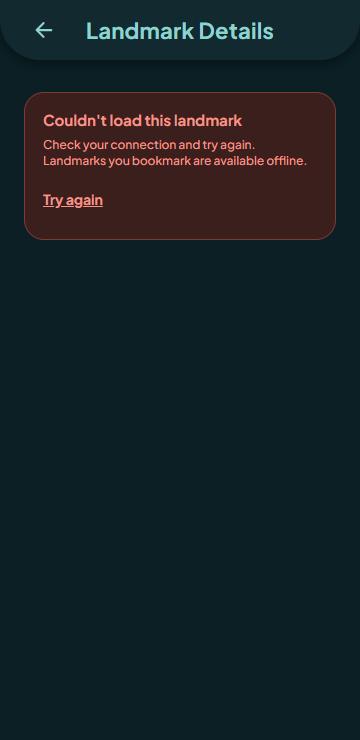 Landmark Details
Couldn't load this landmark
Check your connection and try again.
Landmarks you bookmark are available offline.
Try again